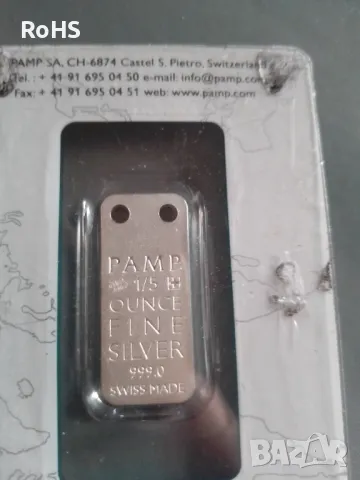 RoHS
PAMP SA, CH-6874 Castel S. Pietro, Switzerland
Tel.: + 41-91 695 04 50 e-mail: info@pamp.com
Fax: + 41 91 695 04 51 web: www.pamp.com
PAMP
1/5
OUNCE
FINE
SILVER
999.0
SWISS MADE
BAZAR